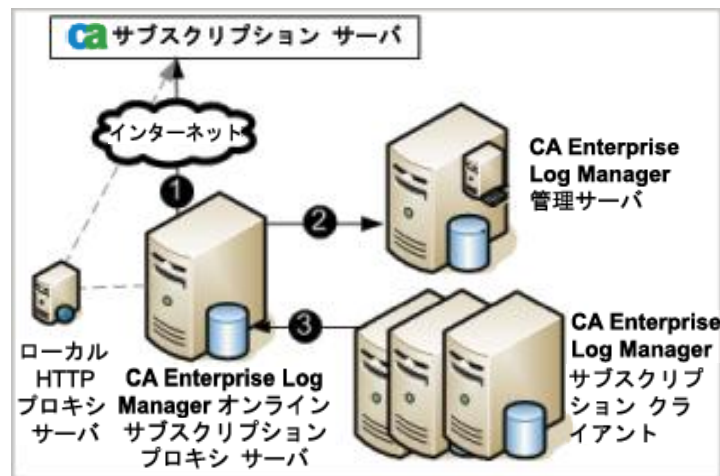 ca サブスクリプション サーバ
インターネット
1
2
CA Enterprise
Log Manager
管理サーバ
3
ローカル
HTTP
プロキシ
サーバ
CA Enterprise Log
Manager オンライン
サブスクリプション
プロキシ サーバ
CA Enterprise
Log Manager
サブスクリプ
ション クラ
イアント